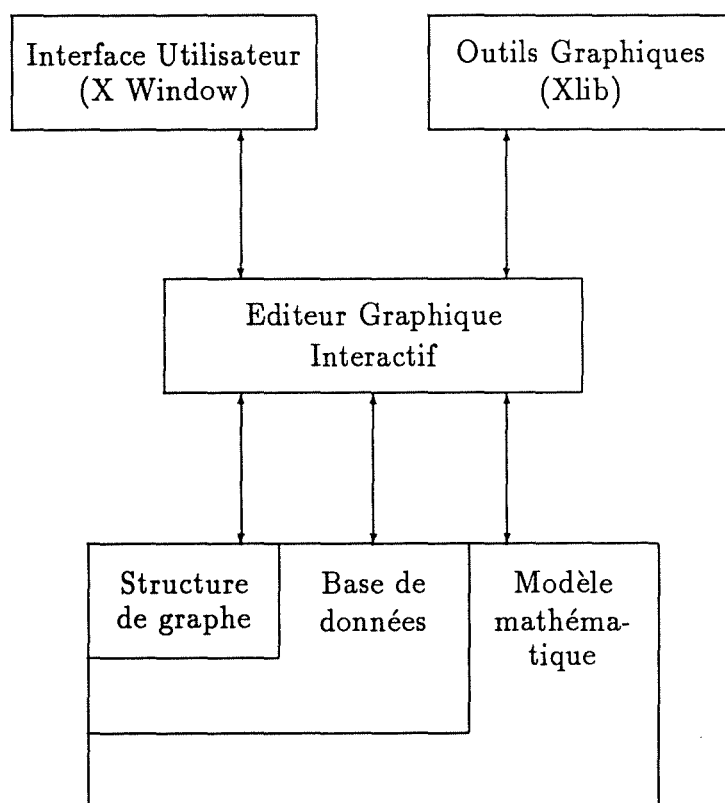 Interface Utilisateur
(X Window)
Outils Graphiques
(Xlib)
Editeur Graphique
Interactif
Structure
de graphe
Base de
données
Modèle
mathéma-
tique